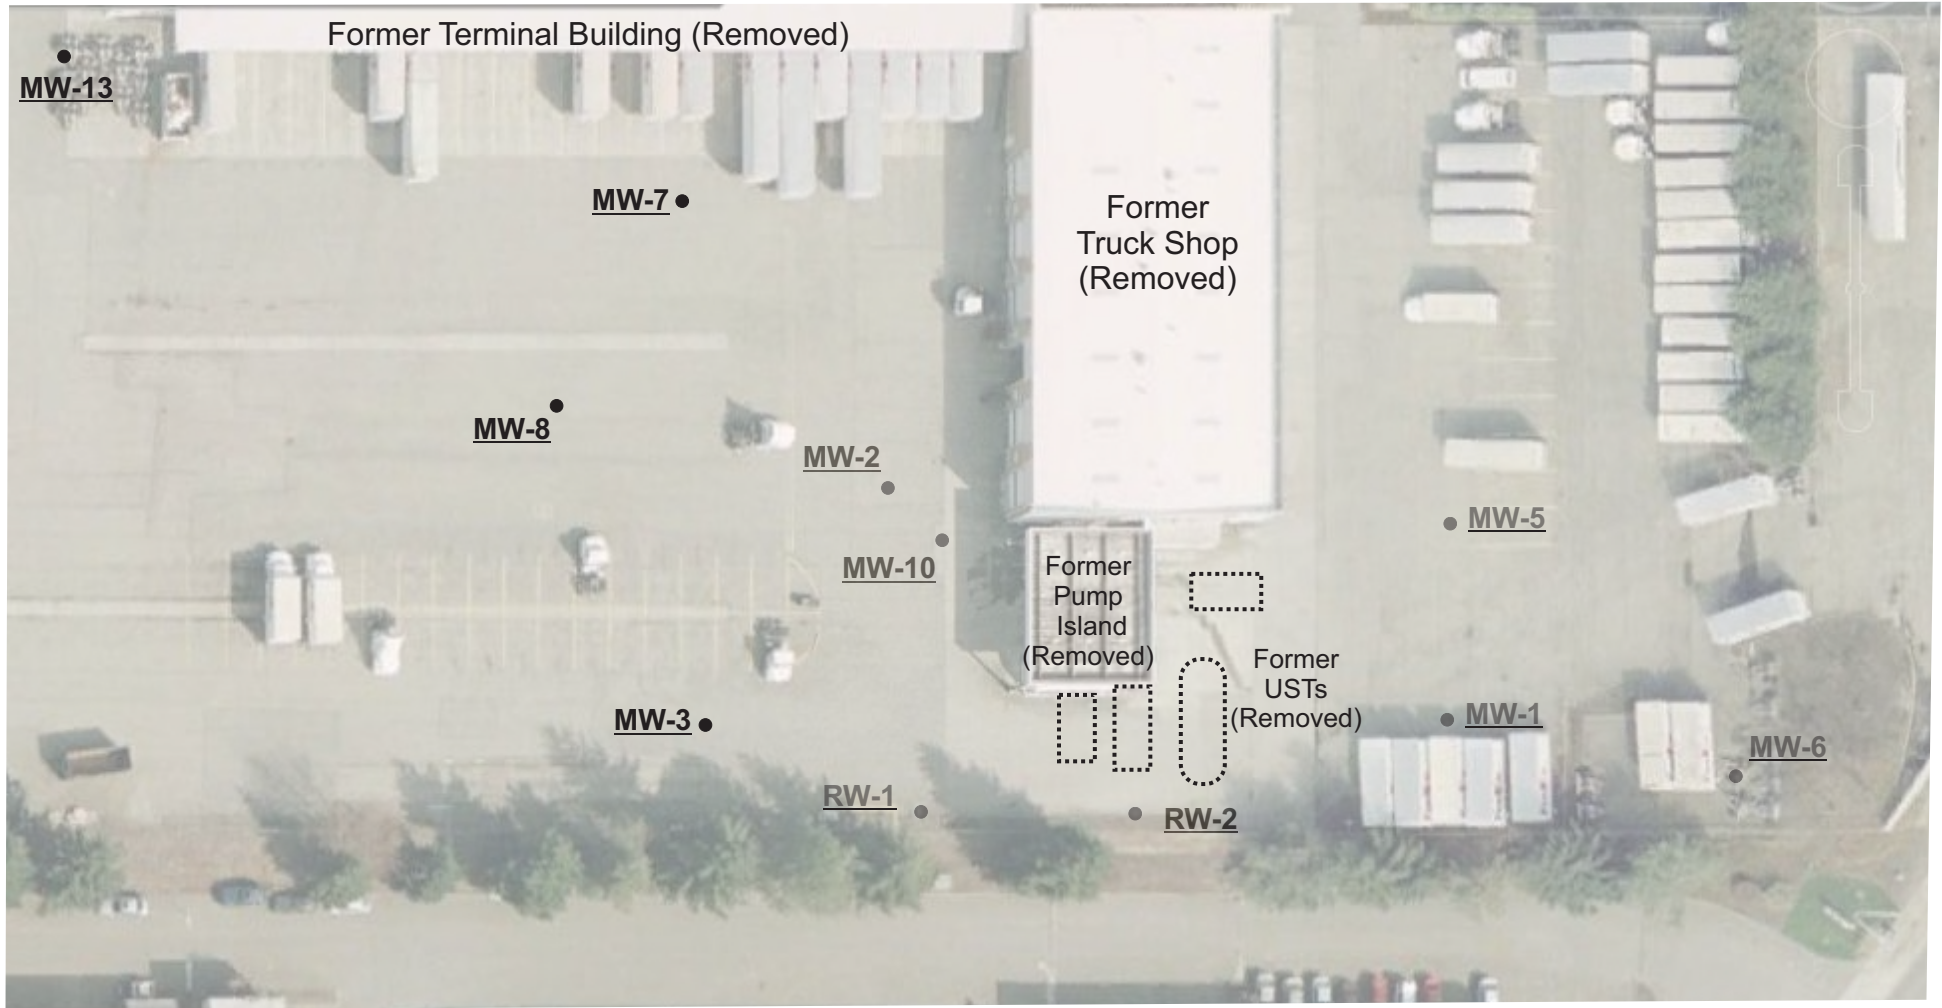 Former Terminal Building (Removed)
MW-13
MW-7
Former
Truck Shop
(Removed)
MW-8
MW-2
MW-5
MW-10
Former
Pump
Island
(Removed)
Former
USTs
(Removed)
MW-3
MW-1
MW-6
RW-1
RW-2